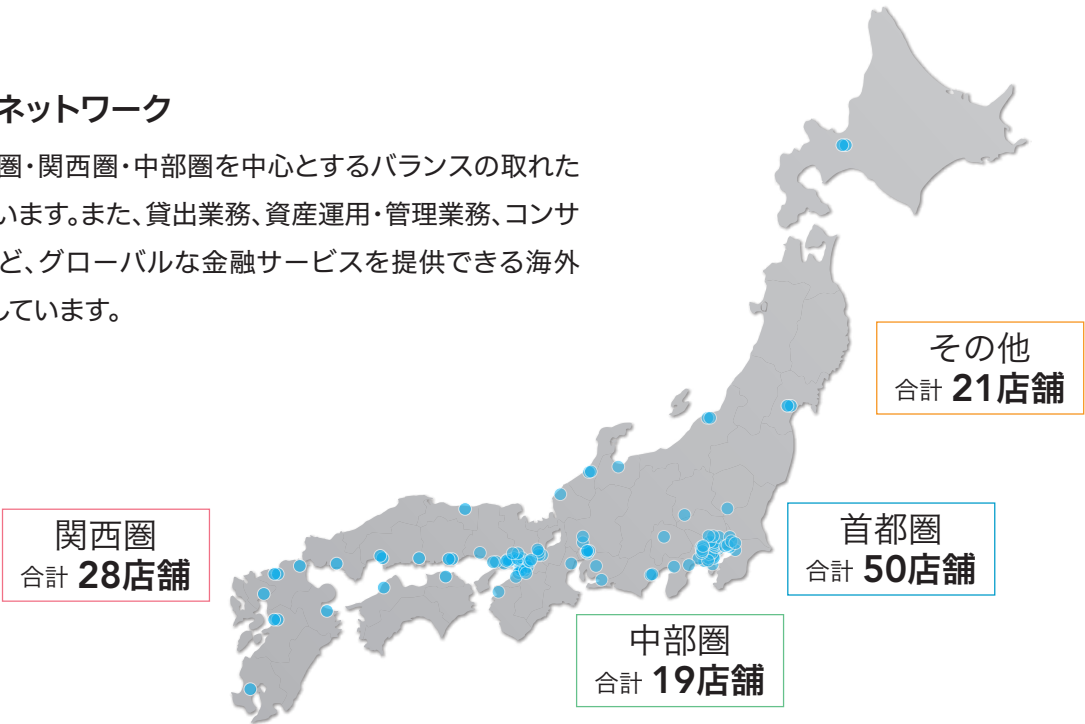 ネットワーク
圏・関西圏・中部圏を中心とするバランスの取れた
います。また、貸出業務、資産運用・管理業務、コンサ
ど、グローバルな金融サービスを提供できる海外
しています。
その他
合計 21店舗
関西圏
合計 28店舗
首都圏
合計 50店舗
中部圏
合計 19店舗